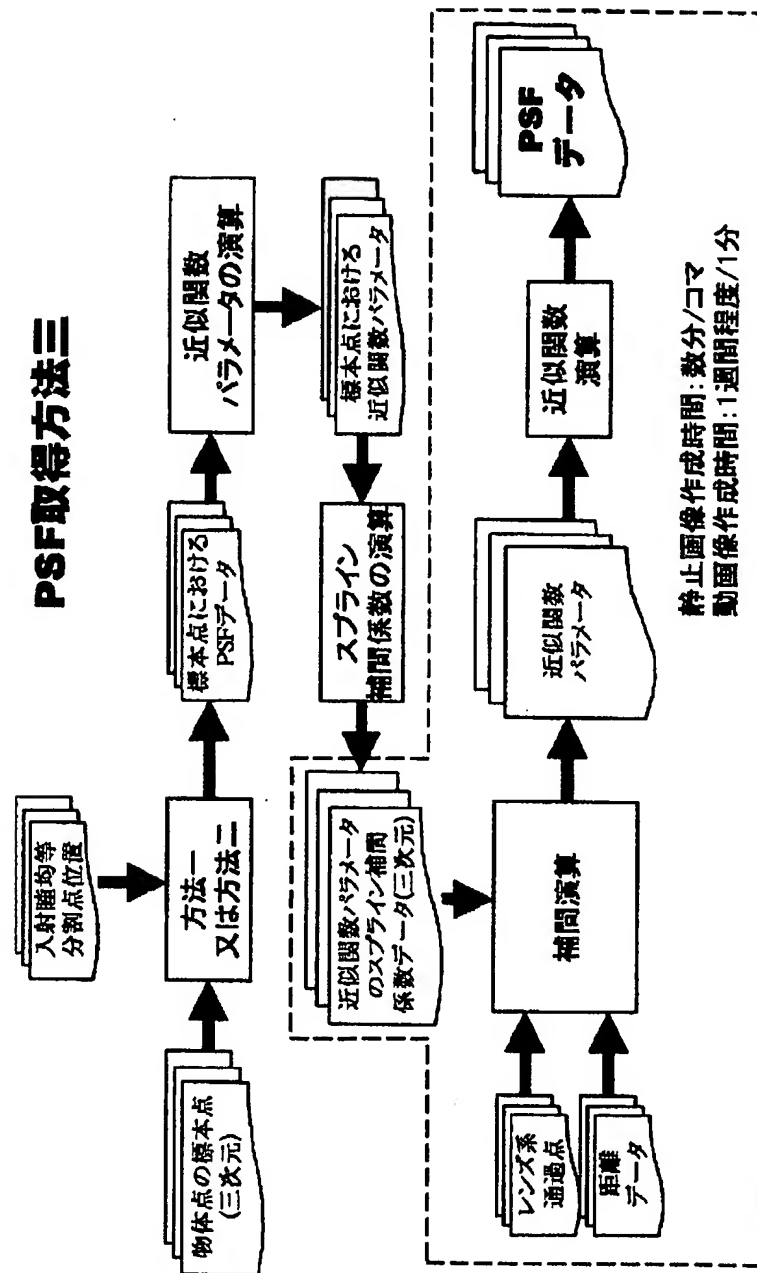 PSF取得方法三
入射瞳均等
分割点位置
物体点の標本点
(三次元)
方法一
又は方法二
標本点における
PSFデータ
近似関数
パラメータの演算
標本点における
近似関数パラメータ
スプライン
補間係数の演算
近似関数パラメータ
のスプライン補間
係数データ(三次元)
レンズ系
通過点
距離
データ
補間演算
近似関数
パラメータ
近似関数
演算
PSF
データ
静止画像作成時間:数分/コマ
動画像作成時間:1週間程度/1分